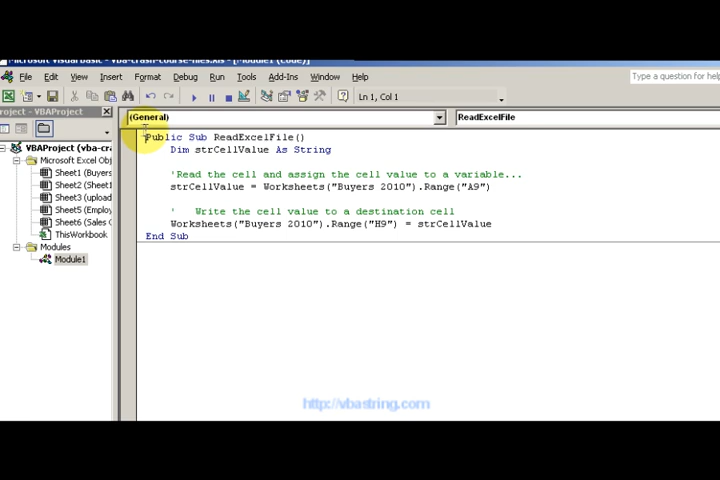 Microsoft Visual Basic - vba-crash-course-files.xls - [Module1 (Code)]
File Edit View Insert Format Debug Run Tools Add-Ins Window Help
Type a question for help
Ln 1, Col 1
roject - VBAProject
(General)
ReadExcelFile
VBAProject (vba-cra
Microsoft Excel Obj
Sheet1 (Buyers
Sheet2 (Sheet1
Sheet3 (upload
Sheet5 (Employ
Sheet6 (Sales C
ThisWorkbook
Modules
Module1
Public Sub ReadExcelFile()
Dim strCellValue As String
'Read the cell and assign the cell value to a variable...
strCellValue = Worksheets("Buyers 2010").Range("A9")
' Write the cell value to a destination cell
Worksheets("Buyers 2010").Range("H9") = strCellValue
End Sub
http://vbastring.com